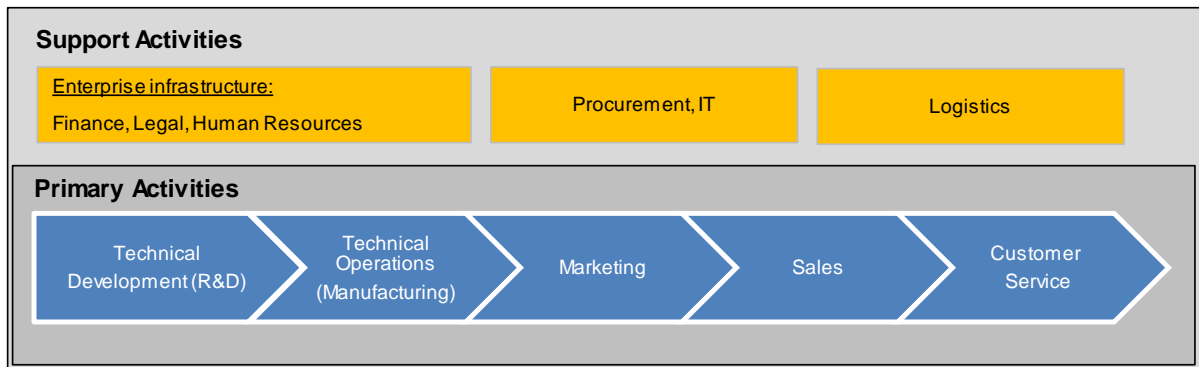 Support Activities
Enterprise infrastructure:
Finance, Legal, Human Resources
Procurement, IT
Logistics
Primary Activities
Technical
Development (R&D)
Technical
Operations
(Manufacturing)
Marketing
Sales
Customer
Service